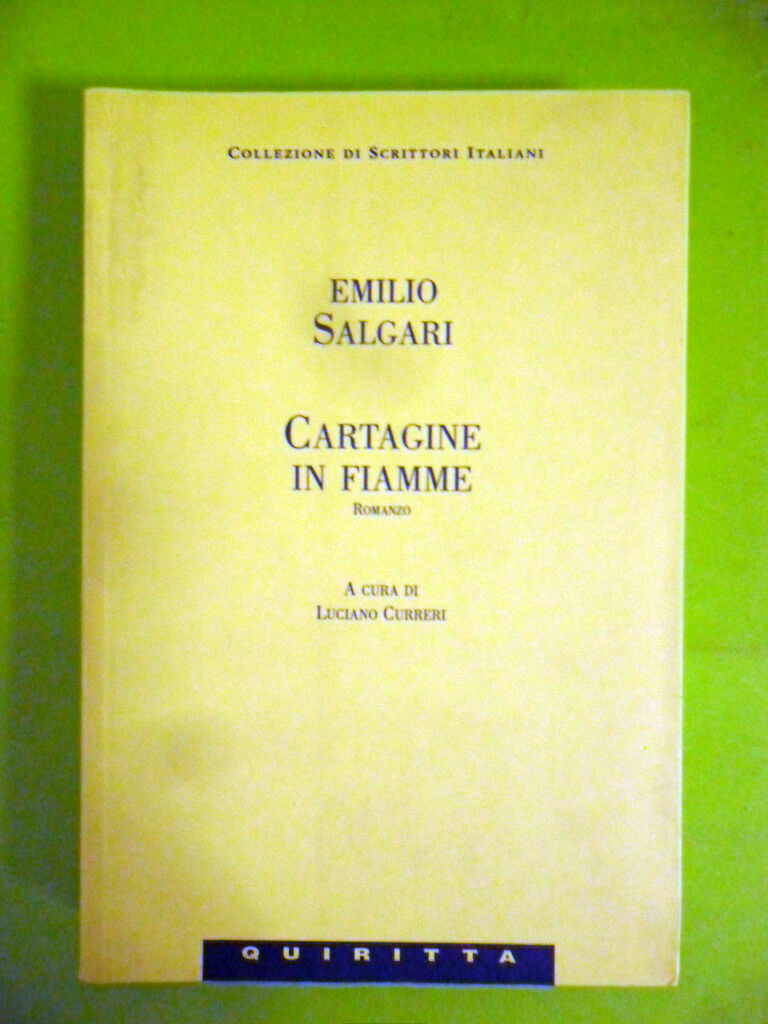 Collezione di Scrittori Italiani
EMILIO
SALGARI
CARTAGINE
IN FIAMME
Romanzo
A cura di
Luciano Curreri
QUIRITTA